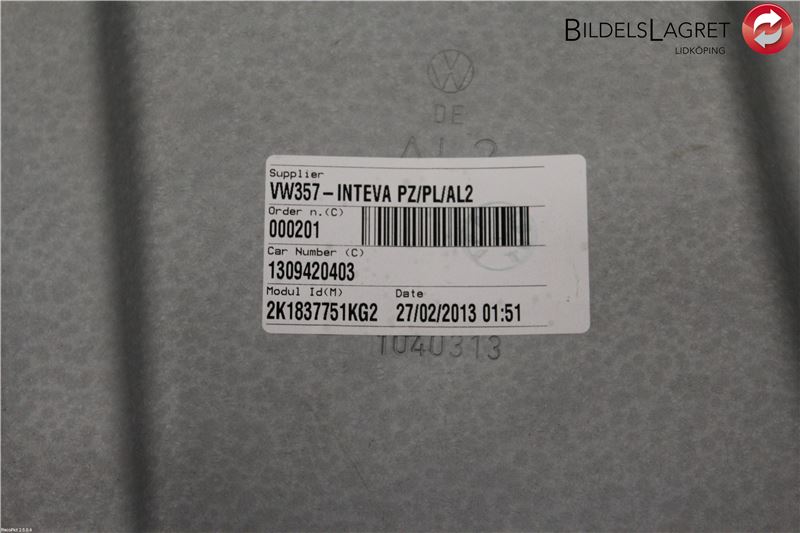 BILDELSLAGRET
LIDKÖPING
DE
AL2
Supplier
VW357-INTEVA PZ/PL/AL2
Order n.(C)
000201
Car Number (C)
1309420403
Modul Id(M) Date
2K1837751KG2 27/02/2013 01:51
1040313